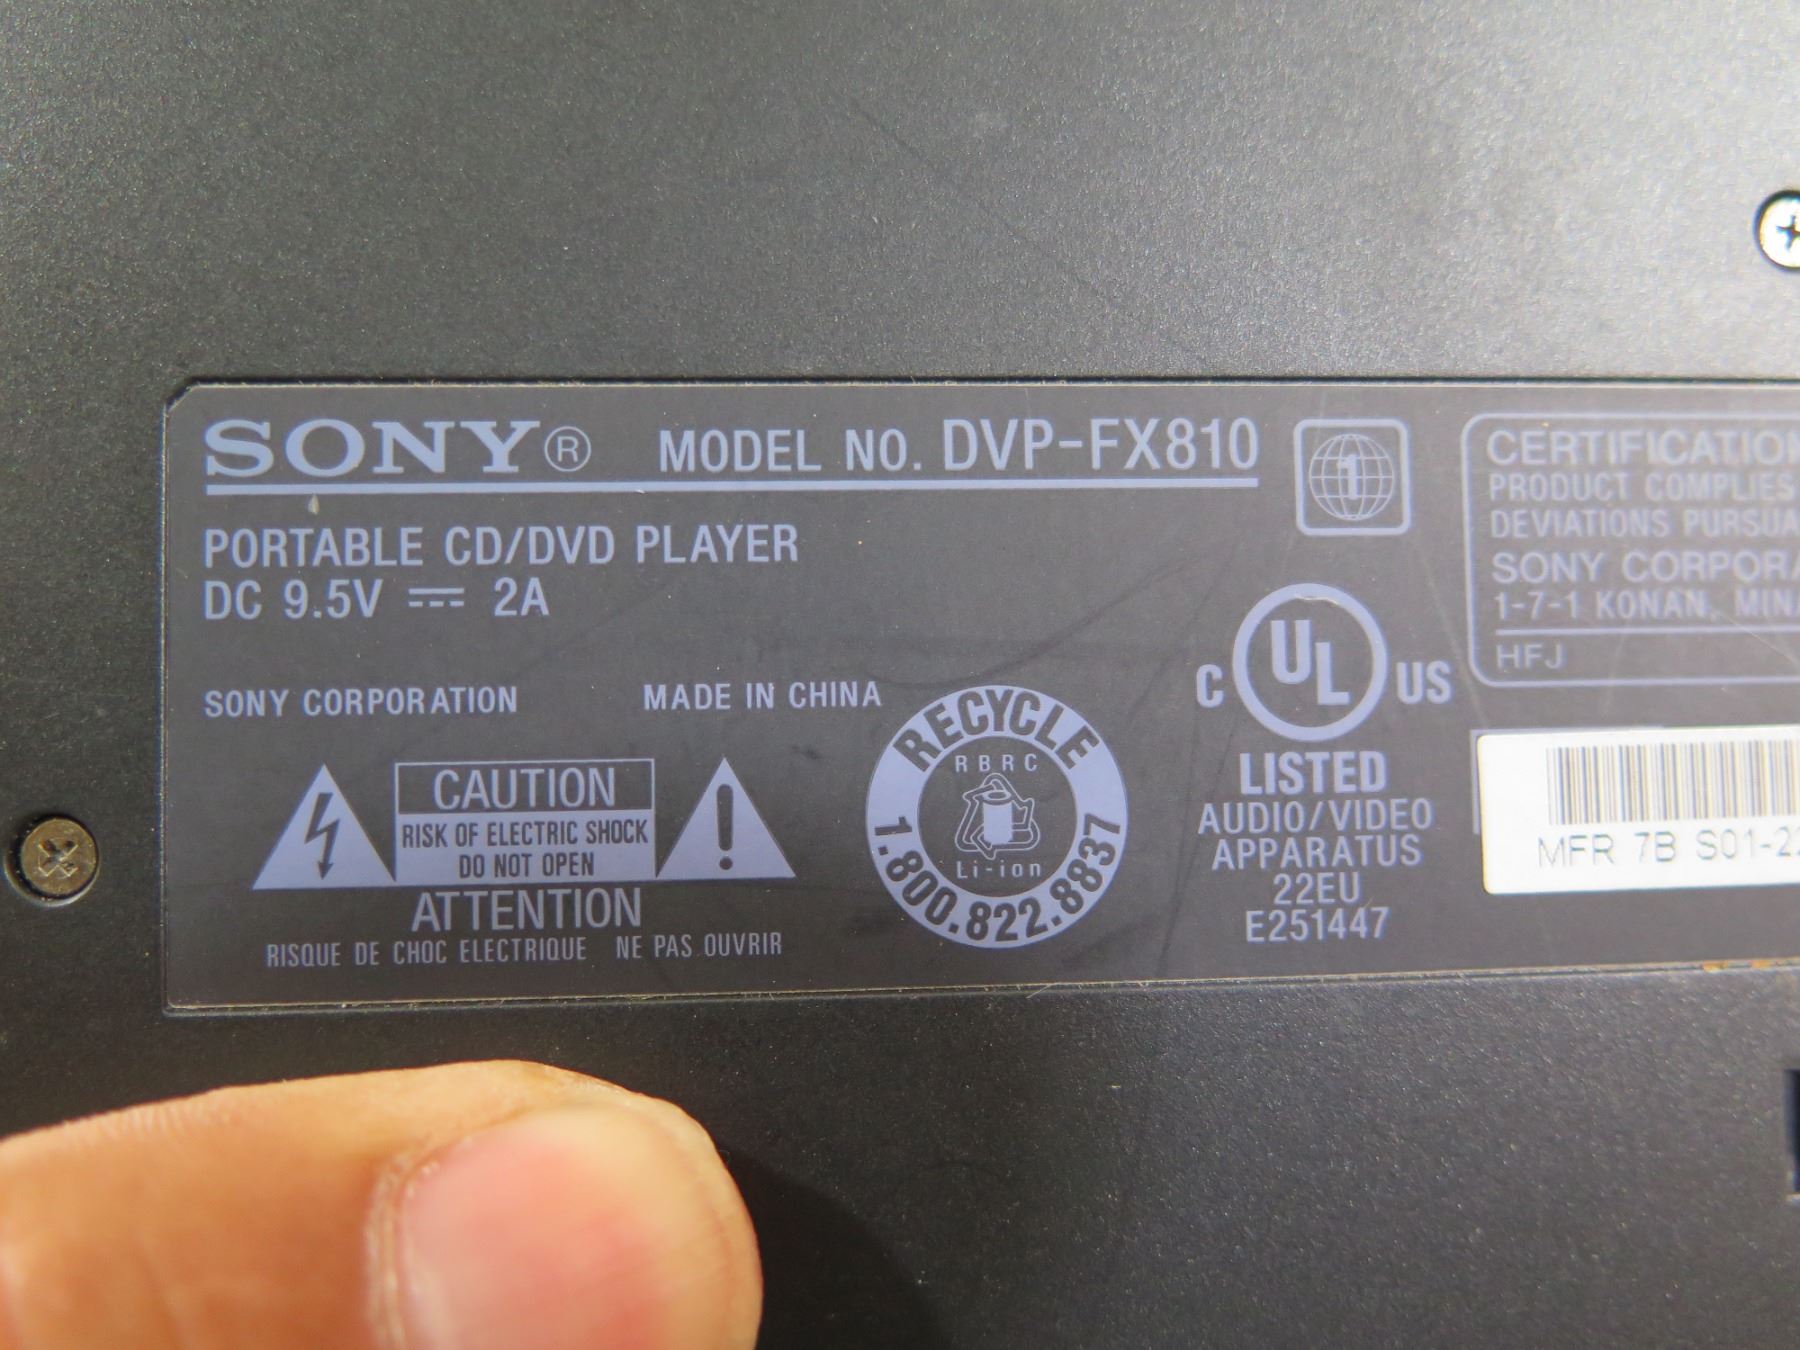 SONY® MODEL NO. DVP-FX810
1
PORTABLE CD/DVD PLAYER
DC 9.5V ⎓ 2A
SONY CORPORATION MADE IN CHINA
CAUTION
RISK OF ELECTRIC SHOCK
DO NOT OPEN
ATTENTION
RISQUE DE CHOC ELECTRIQUE NE PAS OUVRIR
RECYCLE
RBRC
Li-ion
1.800.822.8837
C UL US
LISTED
AUDIO/VIDEO
APPARATUS
22EU
E251447
CERTIFICATION
PRODUCT COMPLIES
DEVIATIONS PURSUA
SONY CORPORA
1-7-1 KONAN, MINA
HFJ
MFR 7B S01-22